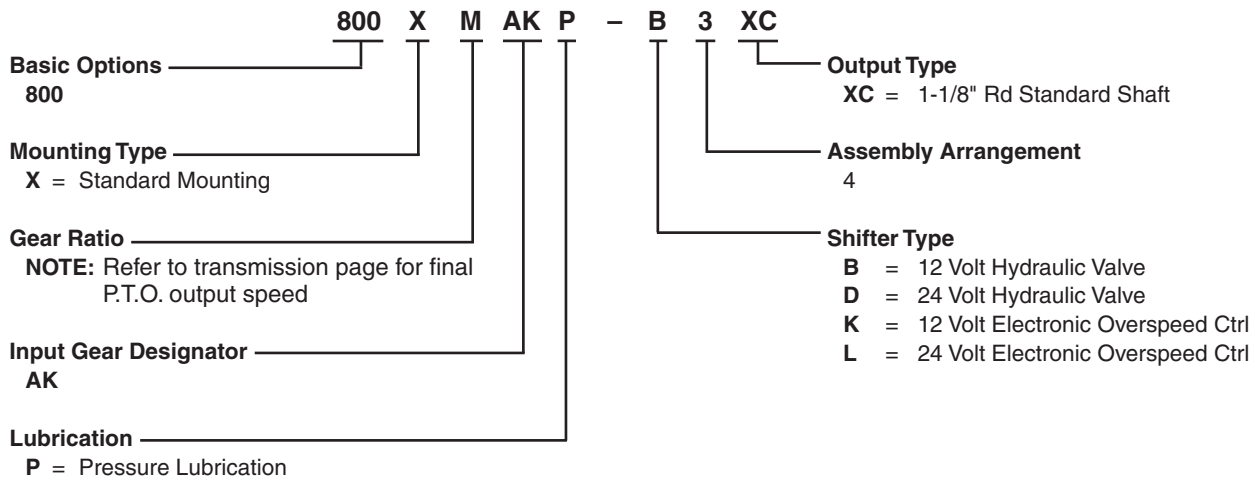 800 X M AK P – B 3 XC
Basic Options
800
Mounting Type
X = Standard Mounting
Gear Ratio
NOTE: Refer to transmission page for final
P.T.O. output speed
Input Gear Designator
AK
Lubrication
P = Pressure Lubrication
Output Type
XC = 1-1/8" Rd Standard Shaft
Assembly Arrangement
4
Shifter Type
B = 12 Volt Hydraulic Valve
D = 24 Volt Hydraulic Valve
K = 12 Volt Electronic Overspeed Ctrl
L = 24 Volt Electronic Overspeed Ctrl